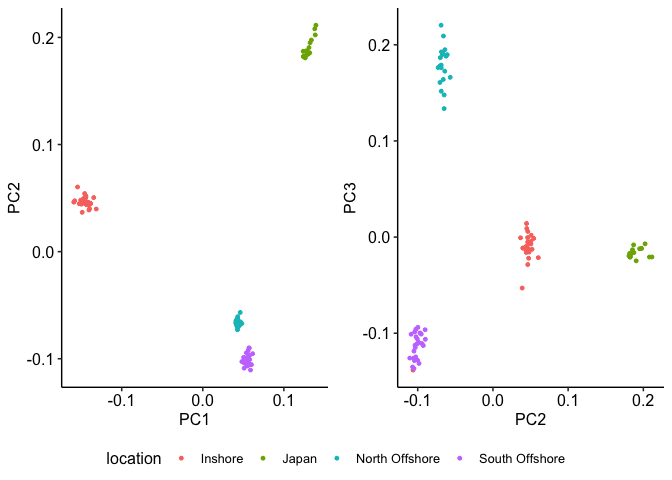 PC2
0.2
0.1
0.0
-0.1
-0.1 0.0 0.1
PC1
PC3
0.2
0.1
0.0
-0.1
-0.1 0.0 0.1 0.2
PC2
location Inshore Japan North Offshore South Offshore